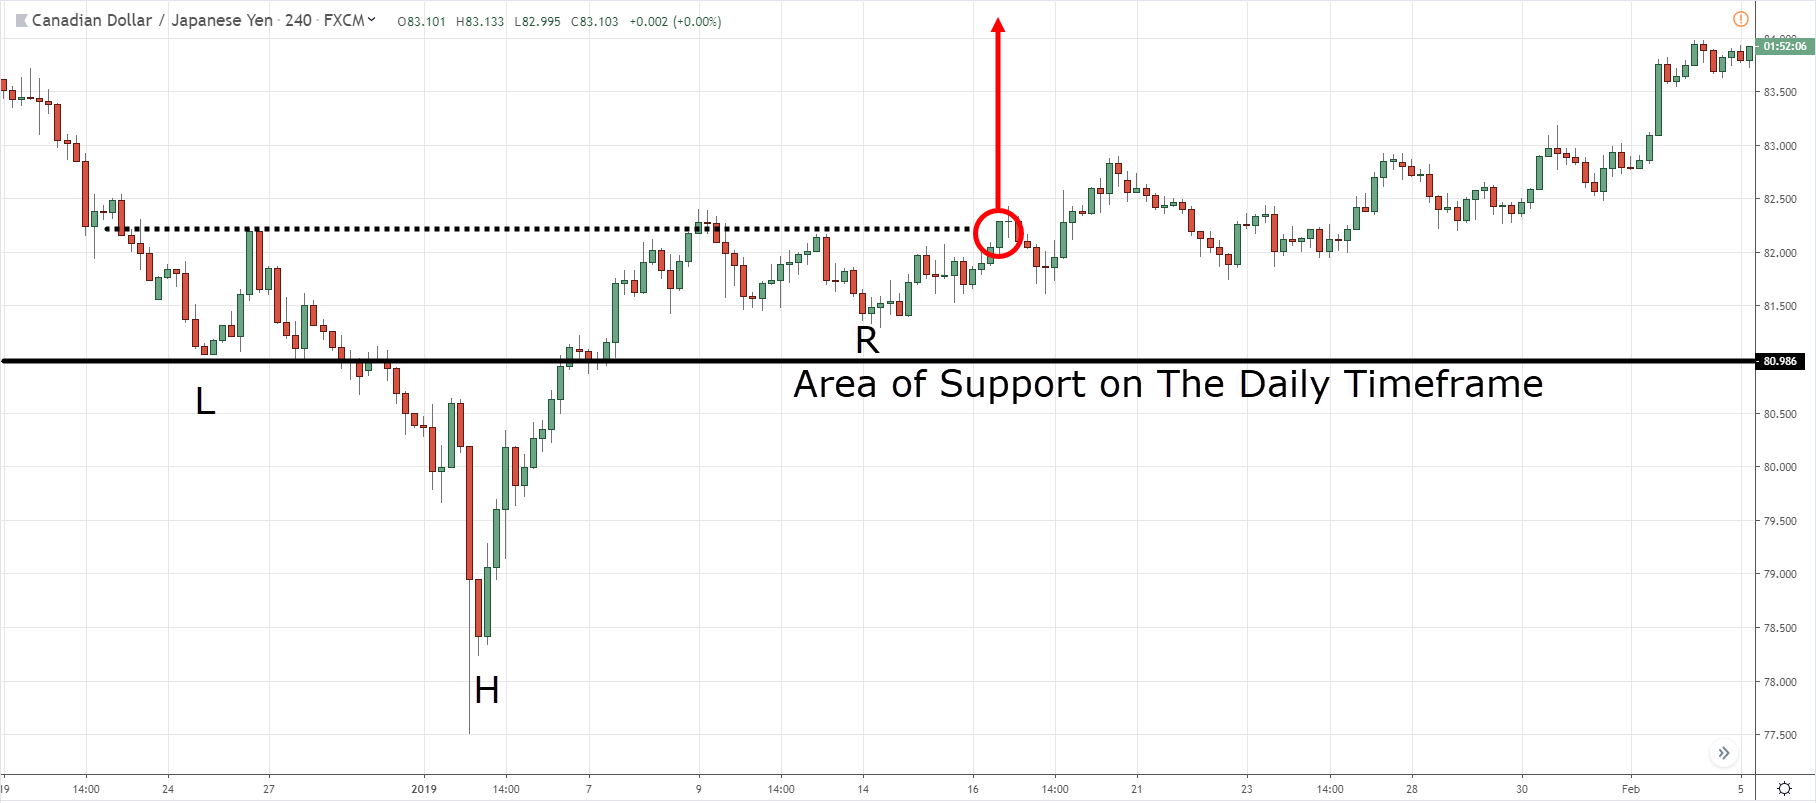 Canadian Dollar / Japanese Yen · 240 · FXCM O83.101 H83.133 L82.995 C83.103 +0.002 (+0.00%)
01:52:06
83.500
83.000
82.500
82.000
81.500
R
80.986
Area of Support on The Daily Timeframe
L
80.500
80.000
79.500
79.000
78.500
H
78.000
77.500
19 14:00 24 27 2019 14:00 7 9 14:00 14 16 14:00 21 23 14:00 28 30 Feb 5